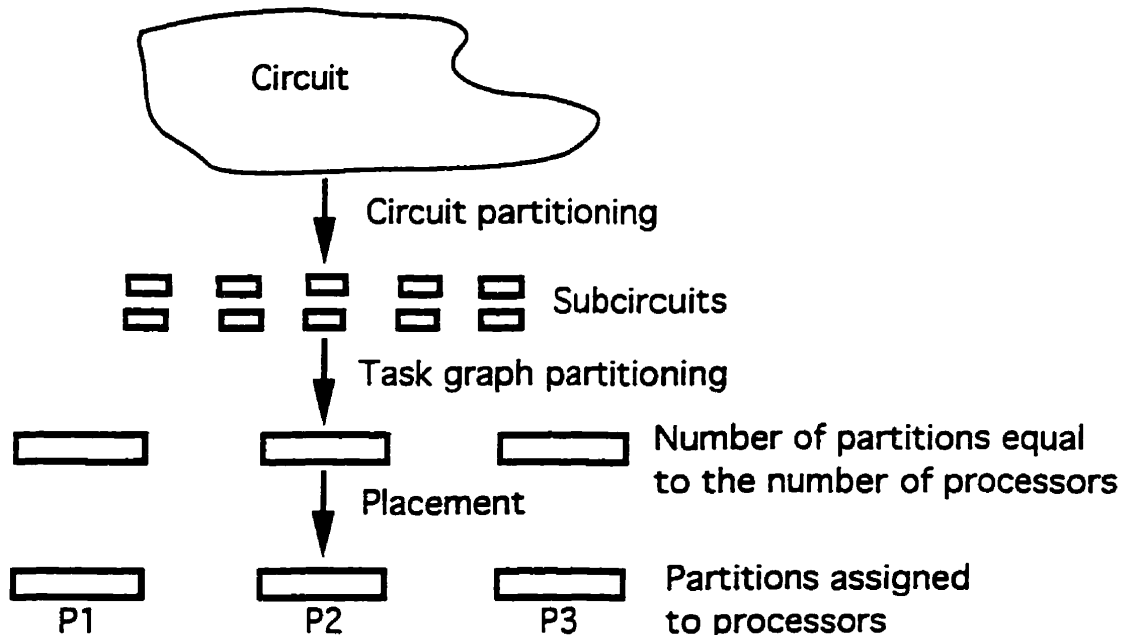 Circuit
Circuit partitioning
Subcircuits
Task graph partitioning
Number of partitions equal
to the number of processors
Placement
Partitions assigned
to processors
P1 P2 P3